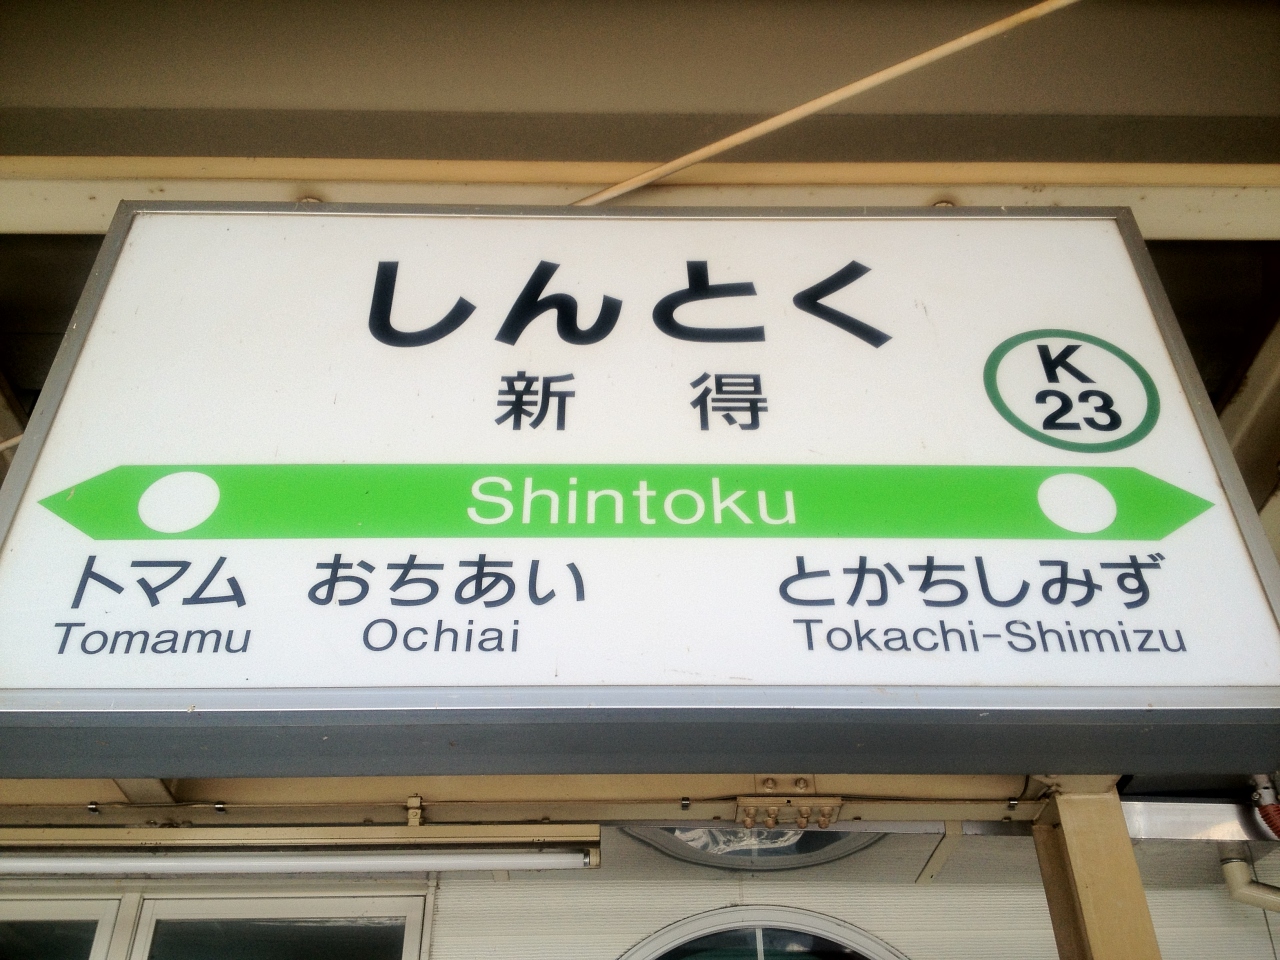 しんとく
新得
K
23
Shintoku
トマム おちあい とかちしみず
Tomamu Ochiai Tokachi-Shimizu